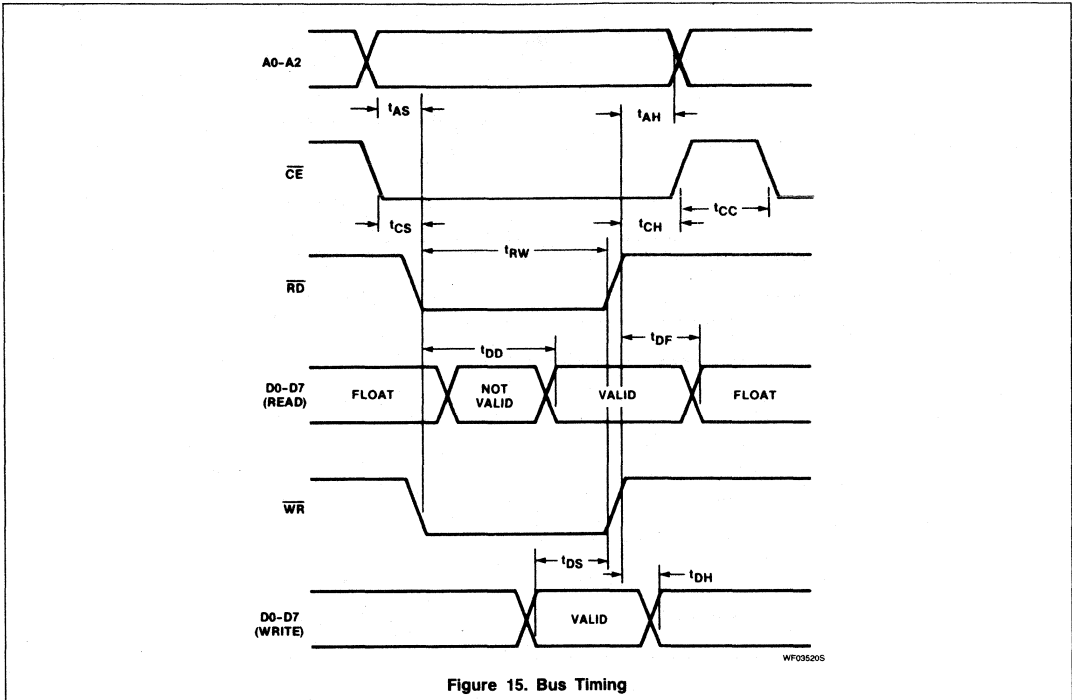 A0-A2
tAS
tAH
CE
tCS
tCH
tCC
tRW
RD
tDD
tDF
D0-D7
(READ)
FLOAT
NOT
VALID
VALID
FLOAT
WR
tDS
tDH
D0-D7
(WRITE)
VALID
WF03520S
Figure 15. Bus Timing